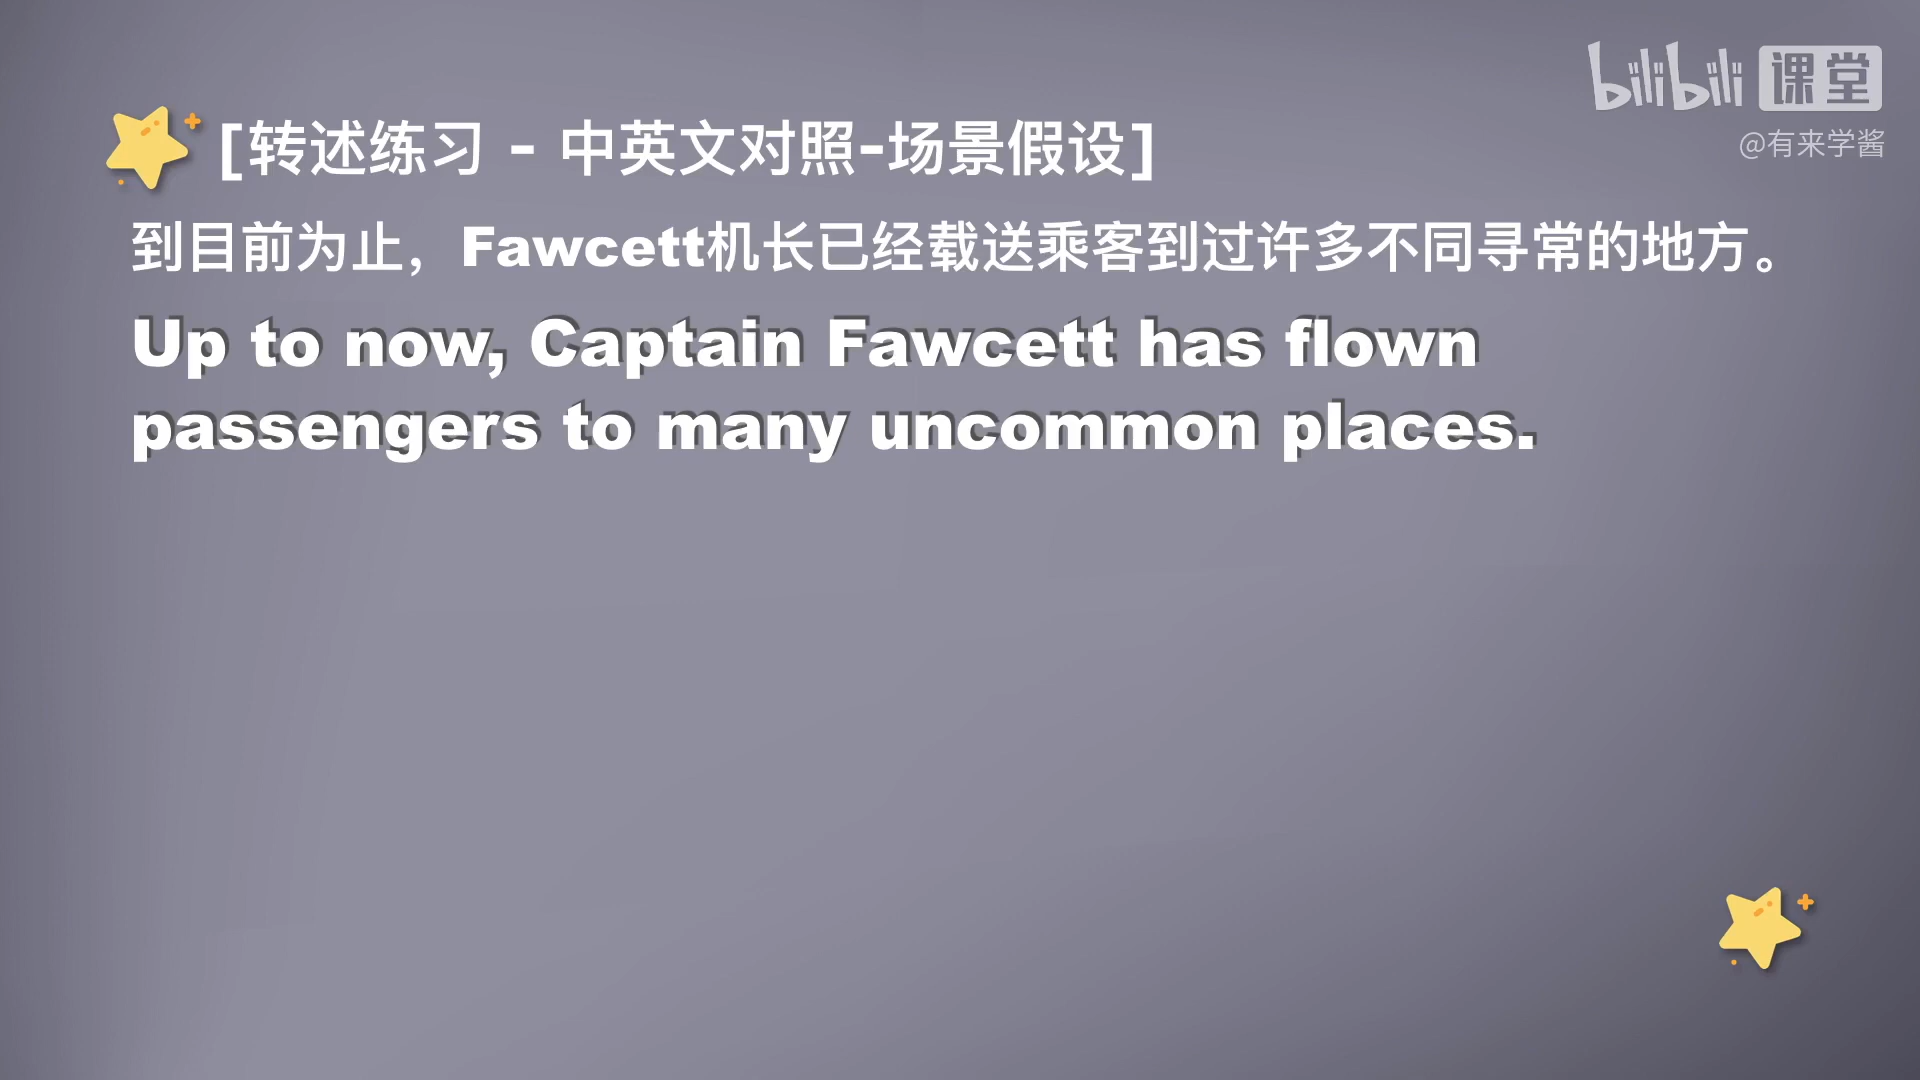 bilibili 课堂
@有来学酱
[转述练习 - 中英文对照-场景假设]
到目前为止，Fawcett机长已经载送乘客到过许多不同寻常的地方。
Up to now, Captain Fawcett has flown
passengers to many uncommon places.